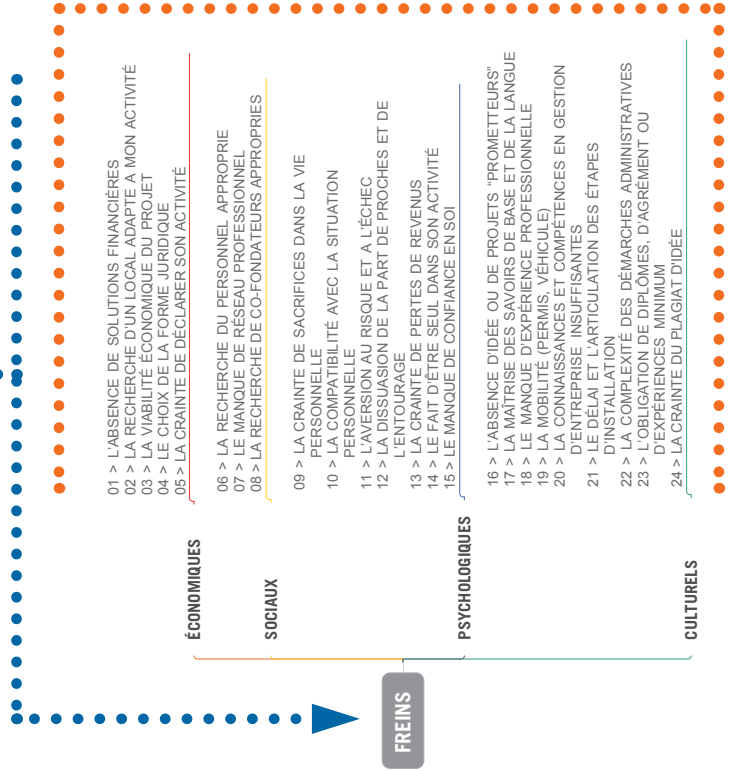 FREINS
ÉCONOMIQUES
01 > L'ABSENCE DE SOLUTIONS FINANCIÈRES
02 > LA RECHERCHE D'UN LOCAL ADAPTE A MON ACTIVITÉ
03 > LA VIABILITÉ ÉCONOMIQUE DU PROJET
04 > LE CHOIX DE LA FORME JURIDIQUE
05 > LA CRAINTE DE DÉCLARER SON ACTIVITÉ
SOCIAUX
06 > LA RECHERCHE DU PERSONNEL APPROPRIE
07 > LE MANQUE DE RÉSEAU PROFESSIONNEL
08 > LA RECHERCHE DE CO-FONDATEURS APPROPRIES
PSYCHOLOGIQUES
09 > LA CRAINTE DE SACRIFICES DANS LA VIE
PERSONNELLE
10 > LA COMPATIBILITÉ AVEC LA SITUATION
PERSONNELLE
11 > L'AVERSION AU RISQUE ET A L'ÉCHEC
12 > LA DISSUASION DE LA PART DE PROCHES ET DE
L'ENTOURAGE
13 > LA CRAINTE DE PERTES DE REVENUS
14 > LE FAIT D'ÊTRE SEUL DANS SON ACTIVITÉ
15 > LE MANQUE DE CONFIANCE EN SOI
CULTURELS
16 > L'ABSENCE D'IDÉE OU DE PROJETS "PROMETTEURS"
17 > LA MAÎTRISE DES SAVOIRS DE BASE ET DE LA LANGUE
18 > LE MANQUE D'EXPÉRIENCE PROFESSIONNELLE
19 > LA MOBILITÉ (PERMIS, VÉHICULE)
20 > LA CONNAISSANCES ET COMPÉTENCES EN GESTION
D'ENTREPRISE INSUFFISANTES
21 > LE DÉLAI ET L'ARTICULATION DES ÉTAPES
D'INSTALLATION
22 > LA COMPLEXITÉ DES DÉMARCHES ADMINISTRATIVES
23 > L'OBLIGATION DE DIPLÔMES, D'AGRÉMENT OU
D'EXPÉRIENCES MINIMUM
24 > LA CRAINTE DU PLAGIAT D'IDÉE